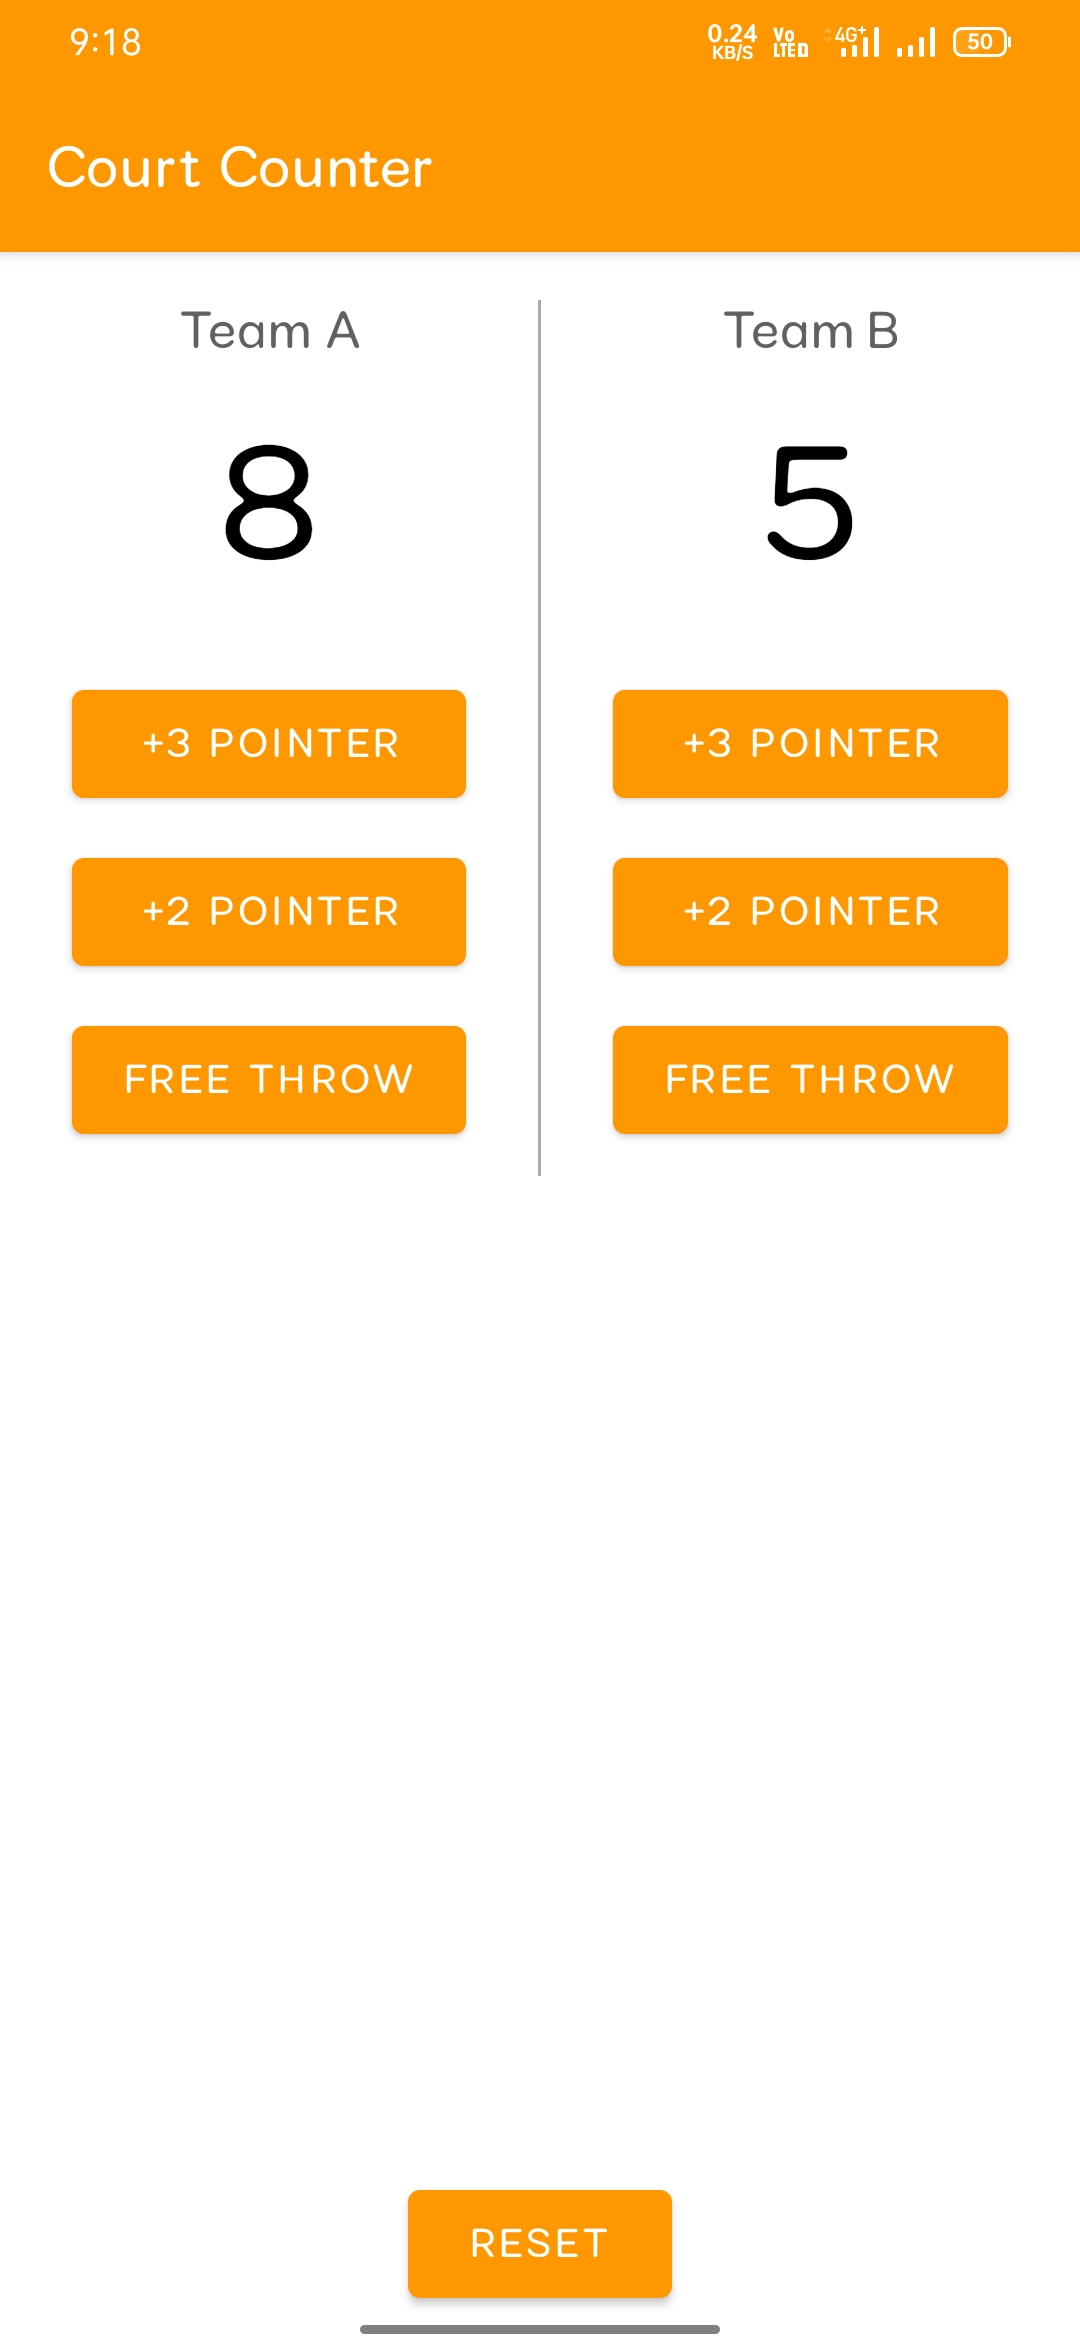 9:18
0.24 KB/S Vo LTE 4G+ 50
Court Counter
Team A
8
+3 POINTER
+2 POINTER
FREE THROW
Team B
5
+3 POINTER
+2 POINTER
FREE THROW
RESET